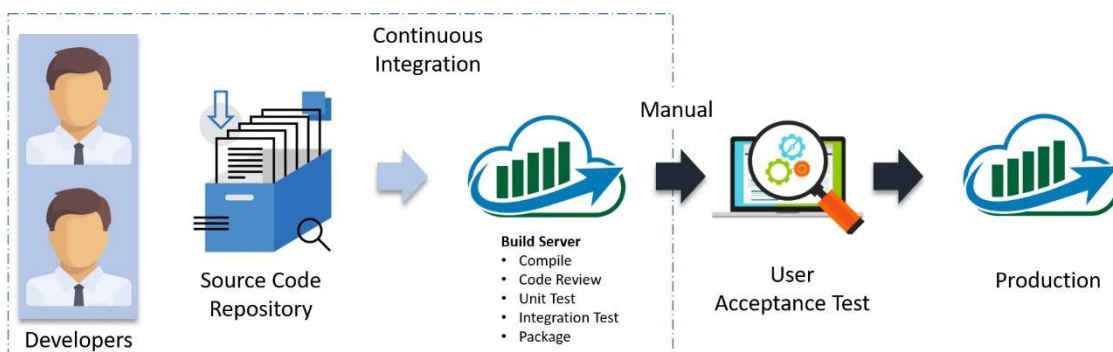 Continuous
Integration
Manual
Developers
Source Code
Repository
Build Server
• Compile
• Code Review
• Unit Test
• Integration Test
• Package
User
Acceptance Test
Production